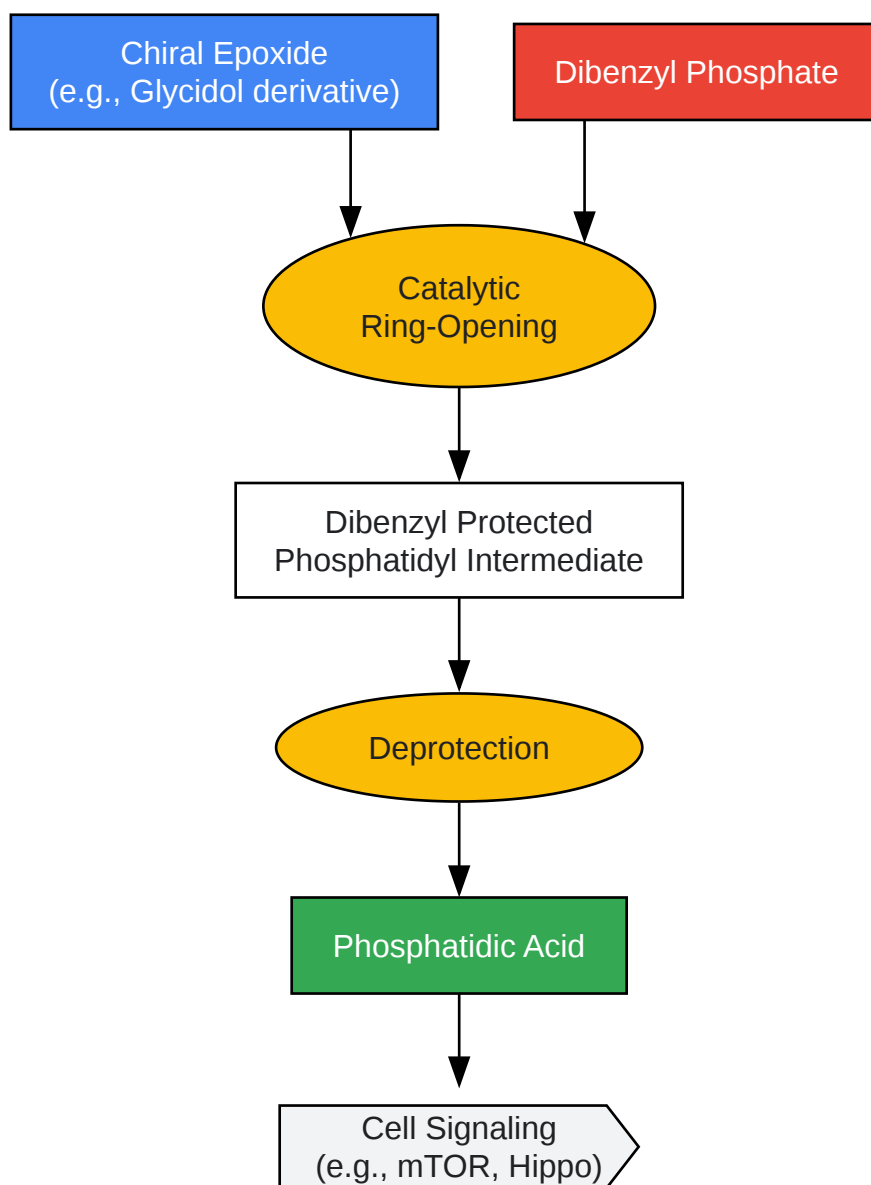 Chiral Epoxide
(e.g., Glycidol derivative)
Dibenzyl Phosphate
Catalytic
Ring-Opening
Dibenzyl Protected
Phosphatidyl Intermediate
Deprotection
Phosphatidic Acid
Cell Signaling
(e.g., mTOR, Hippo)